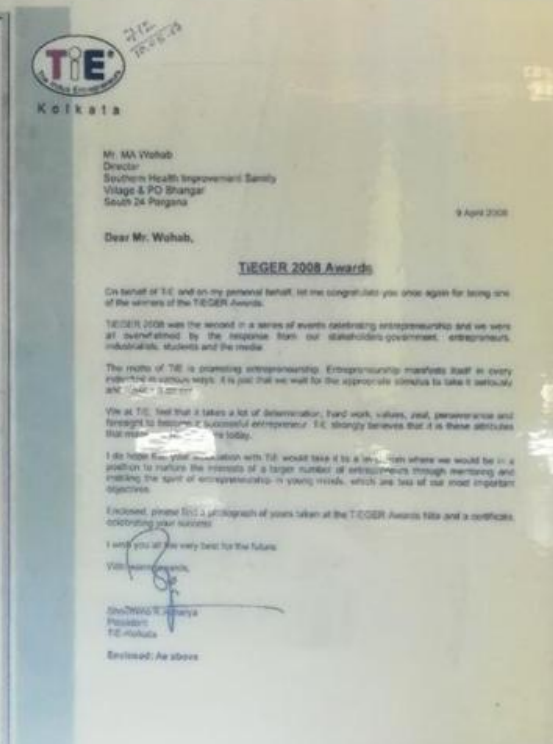 TiE
The Indus Entrepreneurs
Kolkata
Mr. MA Wohab
Director
Southern Health Improvement Samity
Village & PO Bhangar
South 24 Pargana
9 April 2008
Dear Mr. Wohab,
TiEGER 2008 Awards
On behalf of TiE and on my personal behalf, let me congratulate you once again for being one
of the winners of the TiEGER Awards.
TiEGER 2008 was the second in a series of events celebrating entrepreneurship and we were
all overwhelmed by the response from our stakeholders-government, entrepreneurs,
industrialists, students and the media.
The motto of TiE is promoting entrepreneurship. Entrepreneurship manifests itself in every
individual in various ways. It is just that we wait for the appropriate stimulus to take it seriously
and
We at TiE, feel that it takes a lot of determination, hard work, values, zeal, perseverance and
foresight to become a successful entrepreneur. TiE strongly believes that it is these attributes
that today.
I do hope that your association with TiE would take it to a where we would be in a
position to nurture the interests of a larger number of entrepreneurs through mentoring and
instilling the spirit of entrepreneurship in young minds, which are two of our most important
objectives.
Enclosed, please find a photograph of yours taken at the TiEGER Awards Nite and a certificate
celebrating your success.
I wish you all the very best for the future.
With regards,
President
TiE-Kolkata
Enclosed: As above